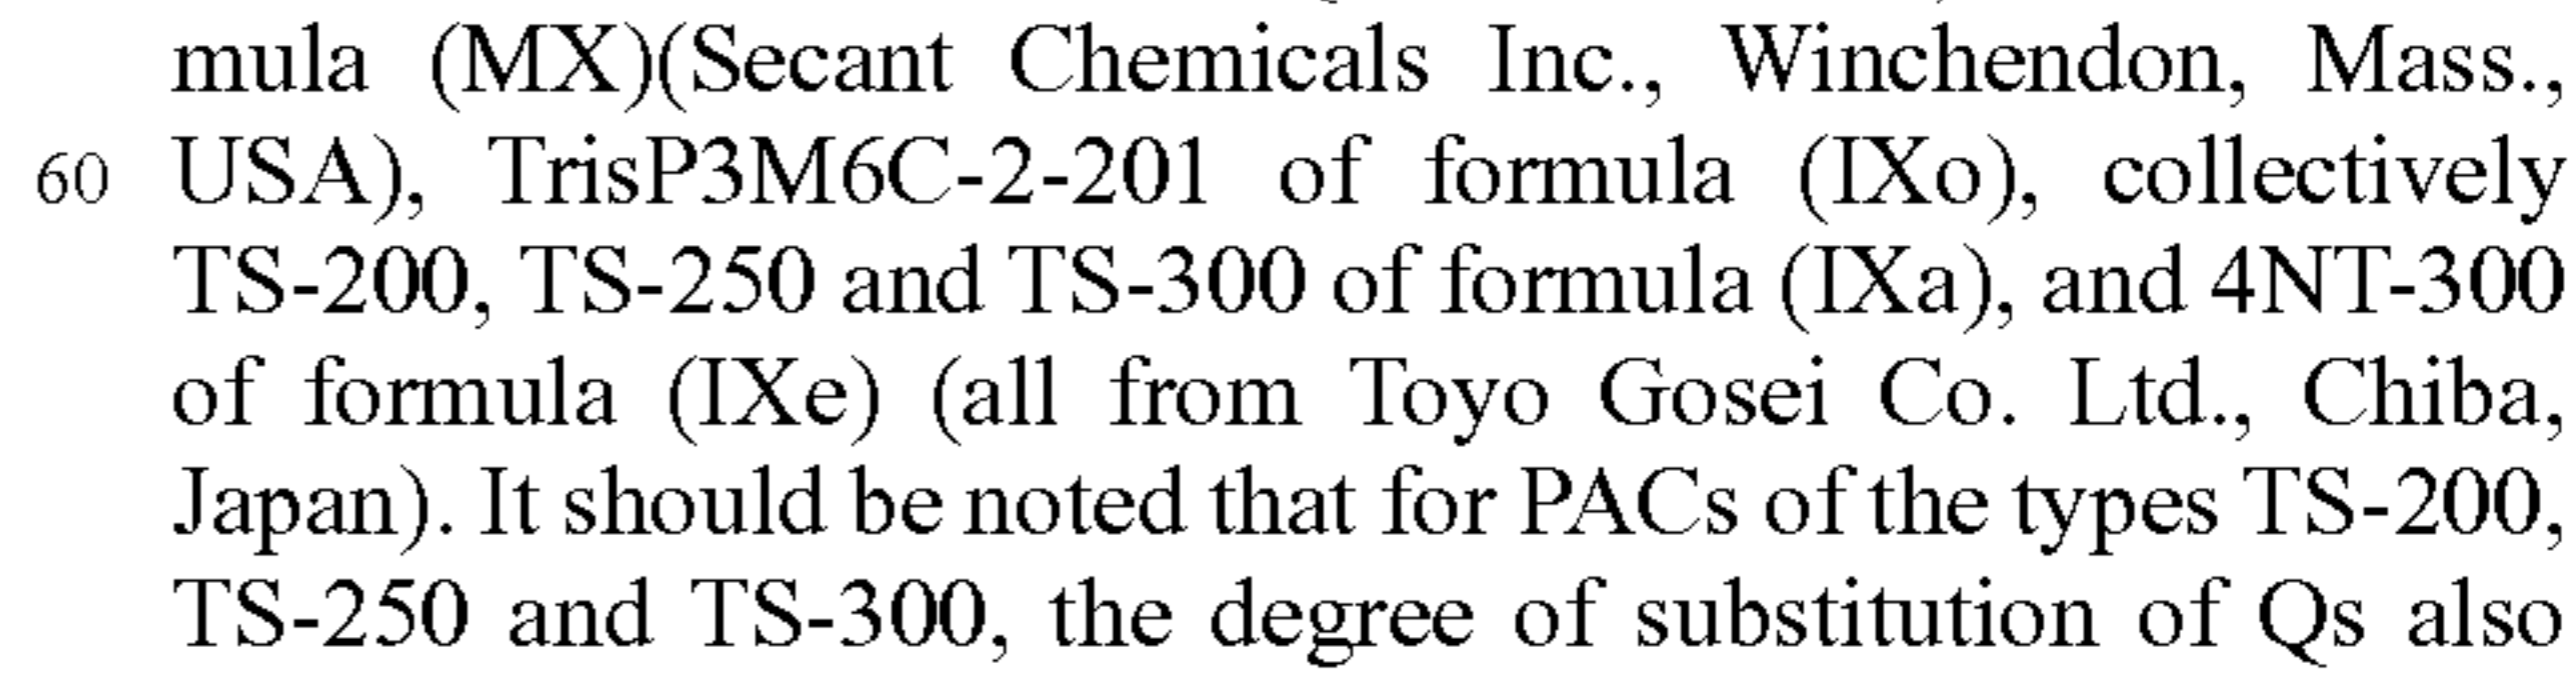 mula (MX)(Secant Chemicals Inc., Winchendon, Mass.,
60 USA), TrisP3M6C-2-201 of formula (IXo), collectively
TS-200, TS-250 and TS-300 of formula (IXa), and 4NT-300
of formula (IXe) (all from Toyo Gosei Co. Ltd., Chiba,
Japan). It should be noted that for PACs of the types TS-200,
TS-250 and TS-300, the degree of substitution of Qs also